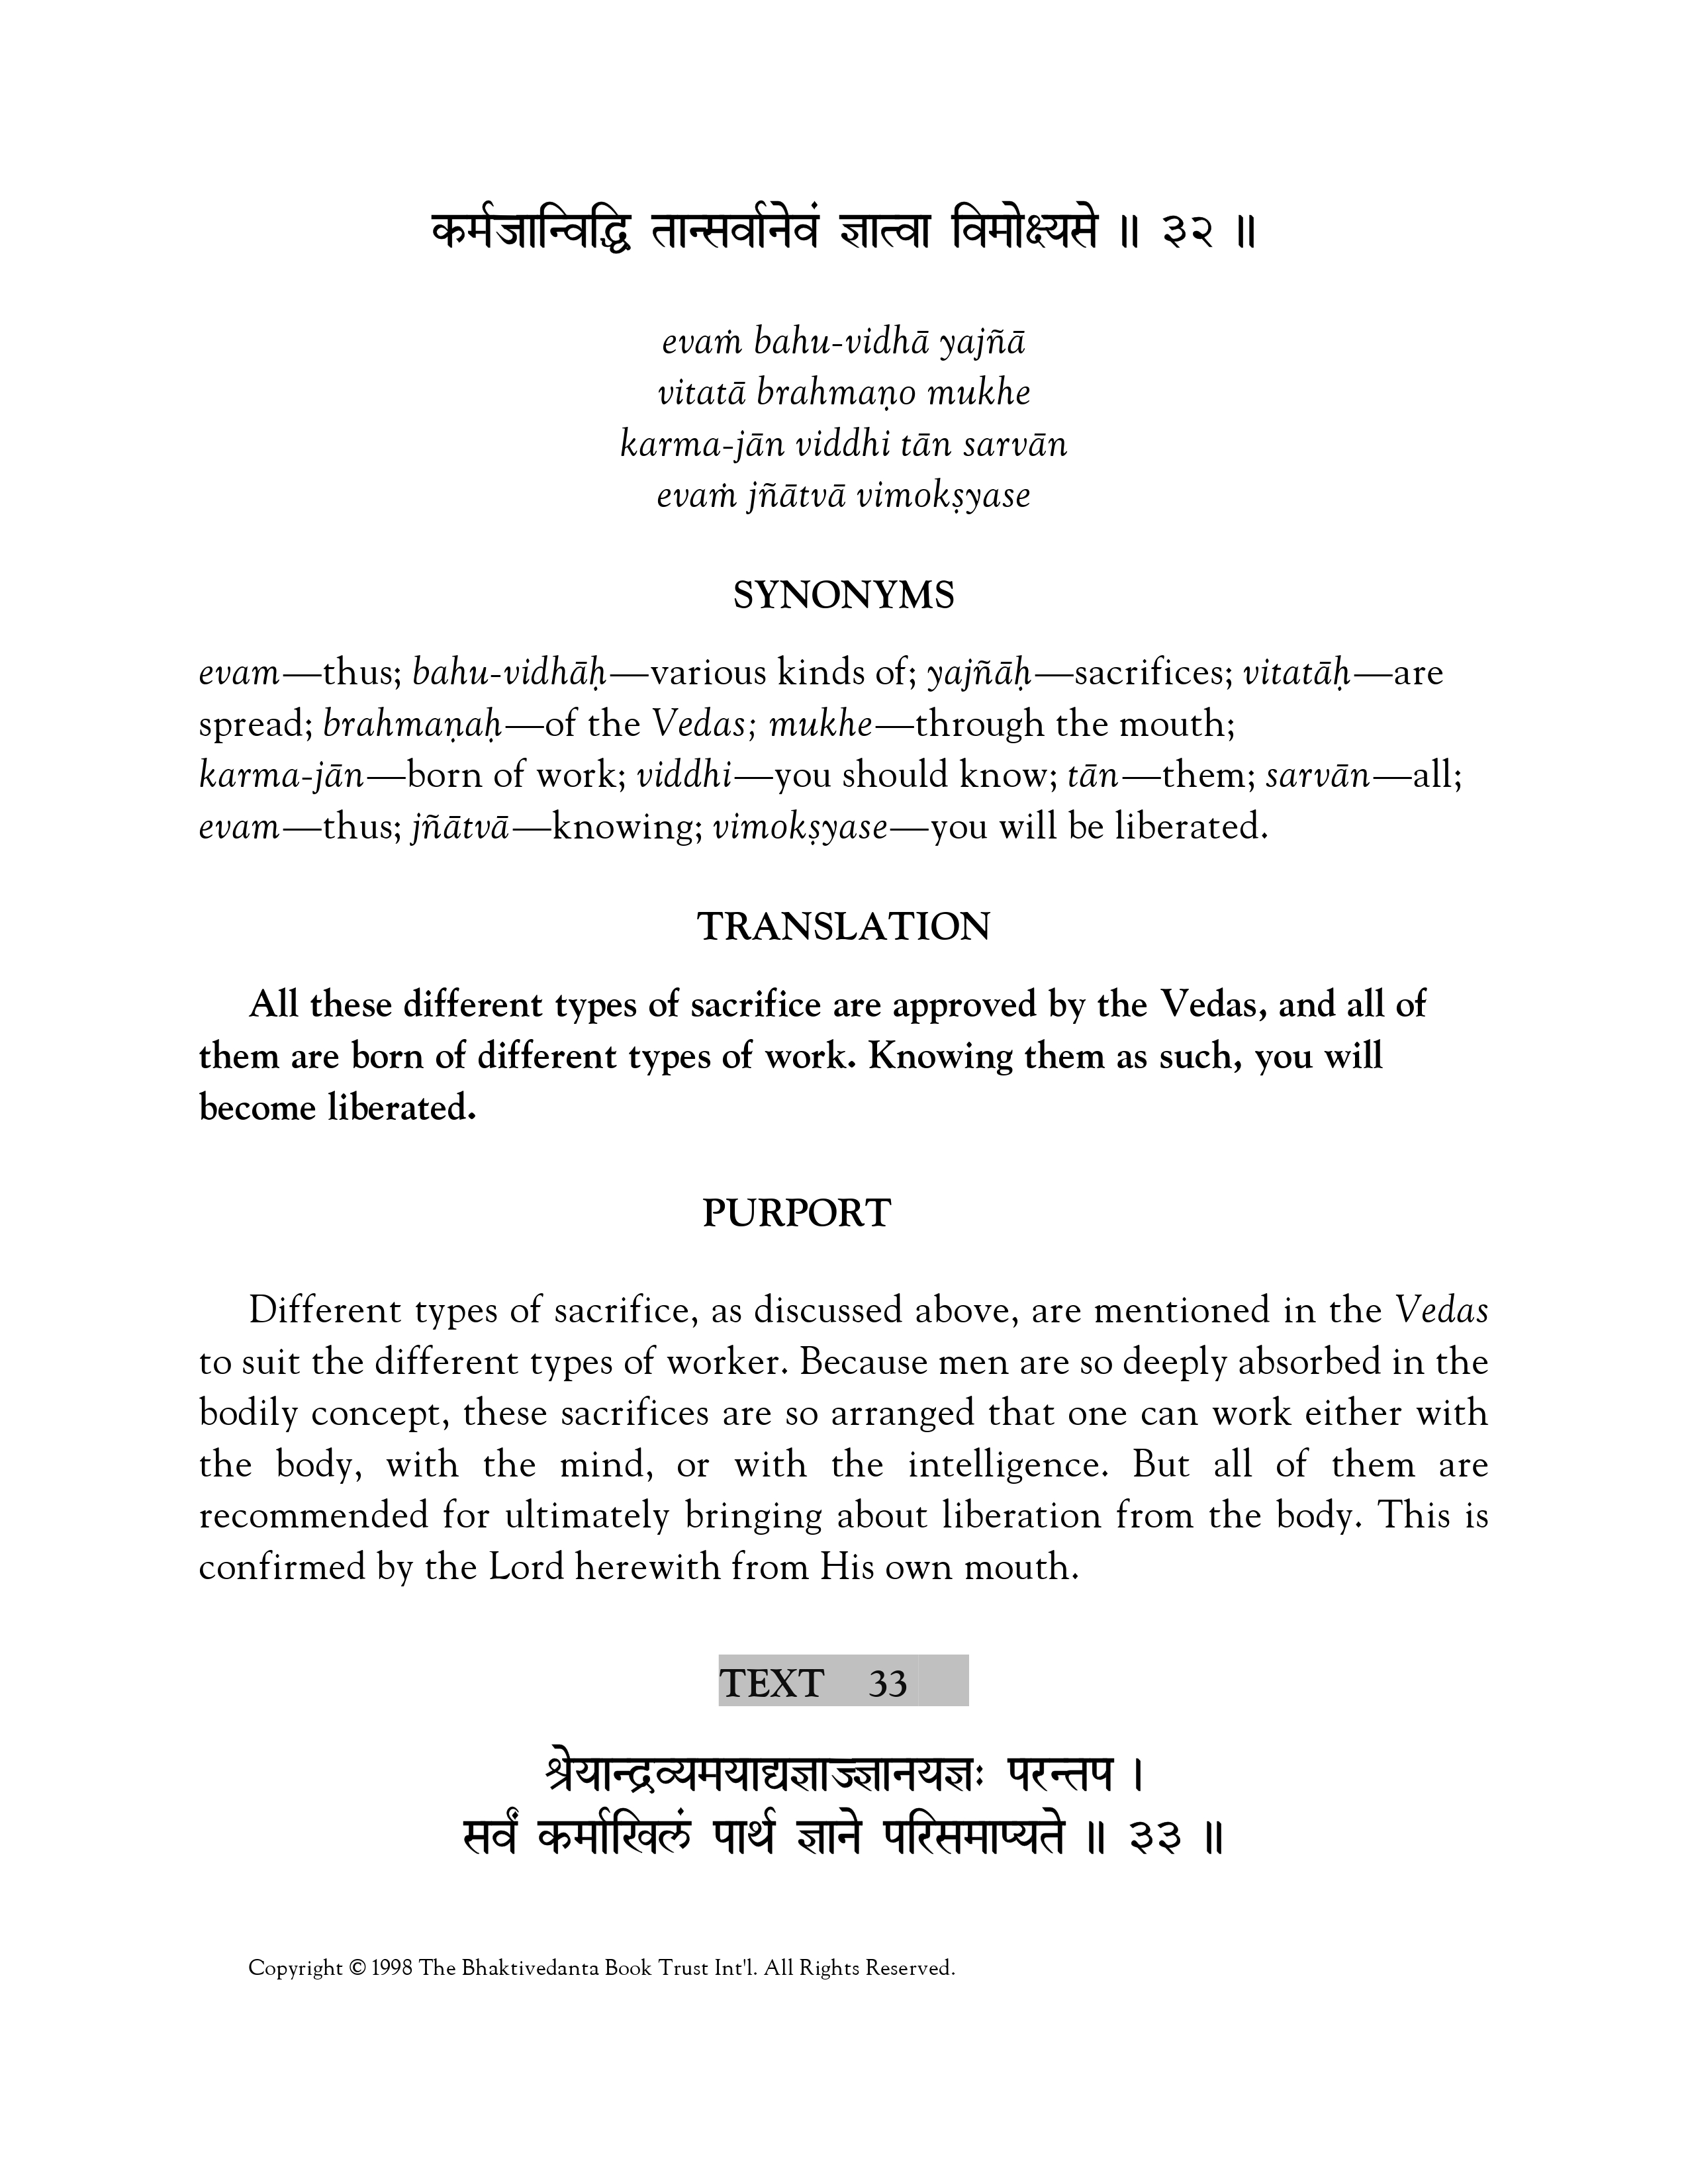 कर्मजान्विद्धि तान्सर्वानेवं ज्ञात्वा विमोक्ष्यसे ॥ ३२ ॥
evaṁ bahu-vidhā yajñā
vitatā brahmaṇo mukhe
karma-jān viddhi tān sarvān
evaṁ jñātvā vimokṣyase
SYNONYMS
evam—thus; bahu-vidhāḥ—various kinds of; yajñāḥ—sacrifices; vitatāḥ—are
spread; brahmaṇaḥ—of the Vedas; mukhe—through the mouth;
karma-jān—born of work; viddhi—you should know; tān—them; sarvān—all;
evam—thus; jñātvā—knowing; vimokṣyase—you will be liberated.
TRANSLATION
All these different types of sacrifice are approved by the Vedas, and all of
them are born of different types of work. Knowing them as such, you will
become liberated.
PURPORT
Different types of sacrifice, as discussed above, are mentioned in the Vedas
to suit the different types of worker. Because men are so deeply absorbed in the
bodily concept, these sacrifices are so arranged that one can work either with
the body, with the mind, or with the intelligence. But all of them are
recommended for ultimately bringing about liberation from the body. This is
confirmed by the Lord herewith from His own mouth.
TEXT 33
श्रेयान्द्रव्यमयाद्यज्ञाज्ज्ञानयज्ञः परन्तप ।
सर्वं कर्माखिलं पार्थ ज्ञाने परिसमाप्यते ॥ ३३ ॥
Copyright © 1998 The Bhaktivedanta Book Trust Int'l. All Rights Reserved.